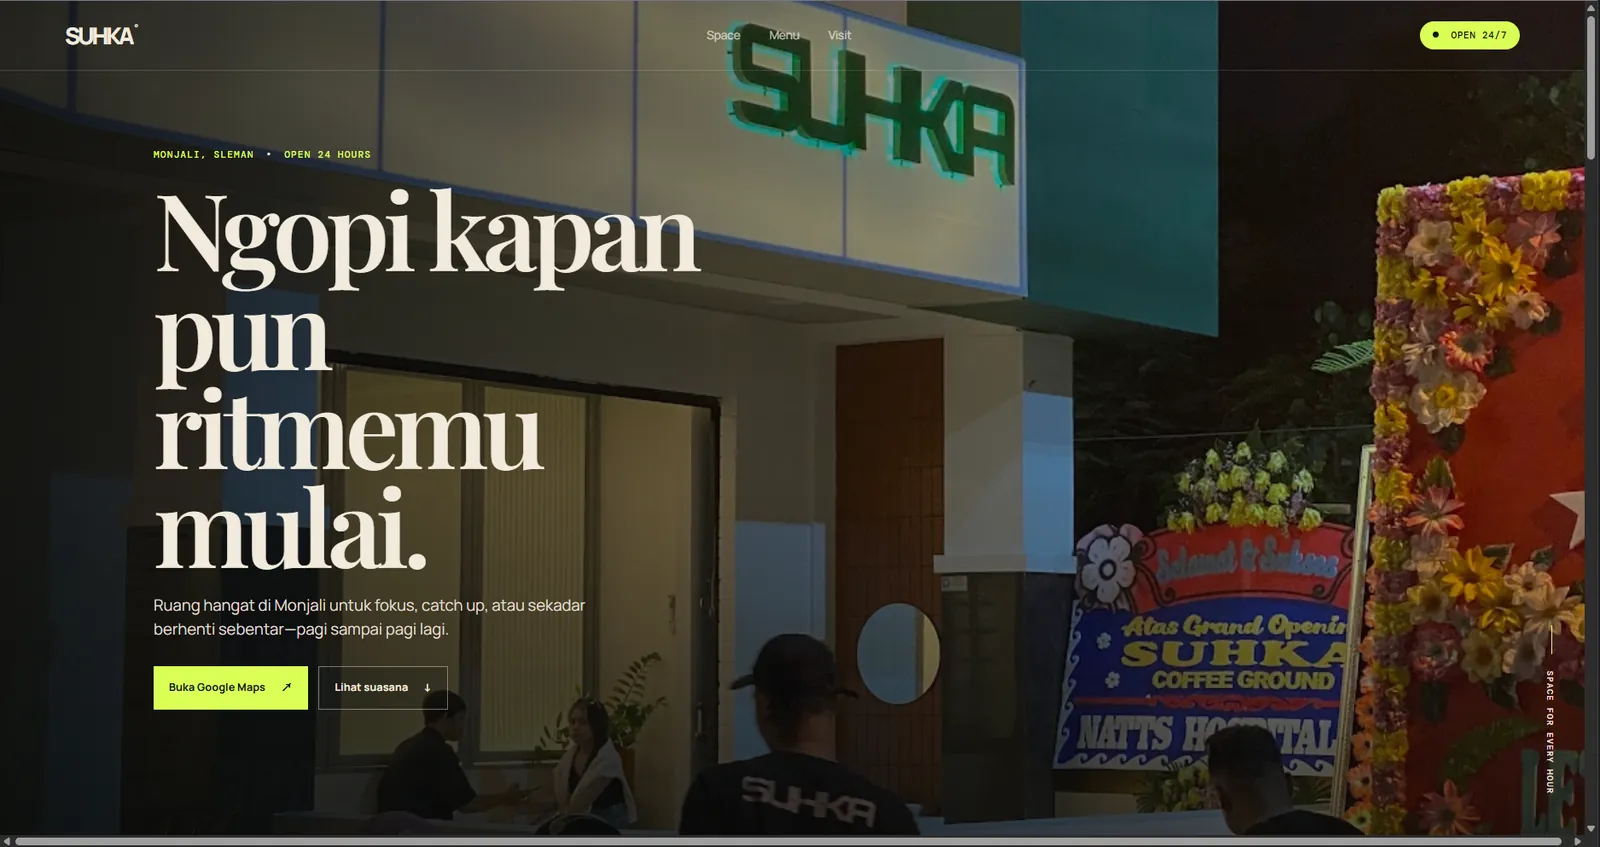 SUHKA
Space Menu Visit
OPEN 24/7
SUHKA
MONJALI, SLEMAN • OPEN 24 HOURS
Ngopi kapan
pun
ritmemu
mulai.
Ruang hangat di Monjali untuk fokus, catch up, atau sekadar
berhenti sebentar—pagi sampai pagi lagi.
Buka Google Maps ↗
Lihat suasana ↓
Selamat & Sukses
Atas Grand Openin
SUHKA
COFFEE GROUND
NATTS
SUHKA
SPACE FOR EVERY HOUR